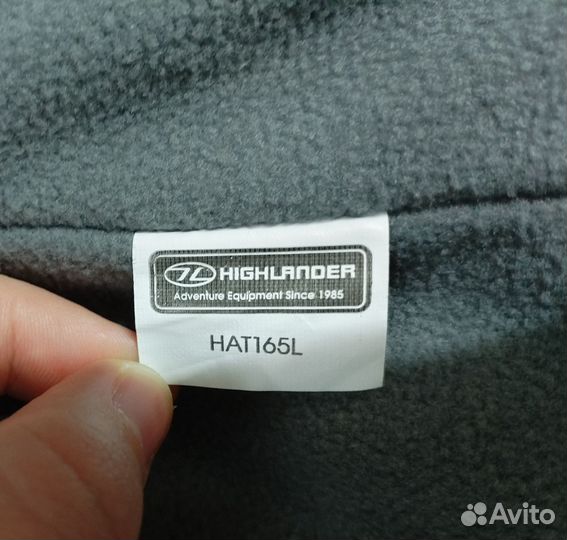 HIGHLANDER
Adventure Equipment Since 1985
HAT165L
Avito